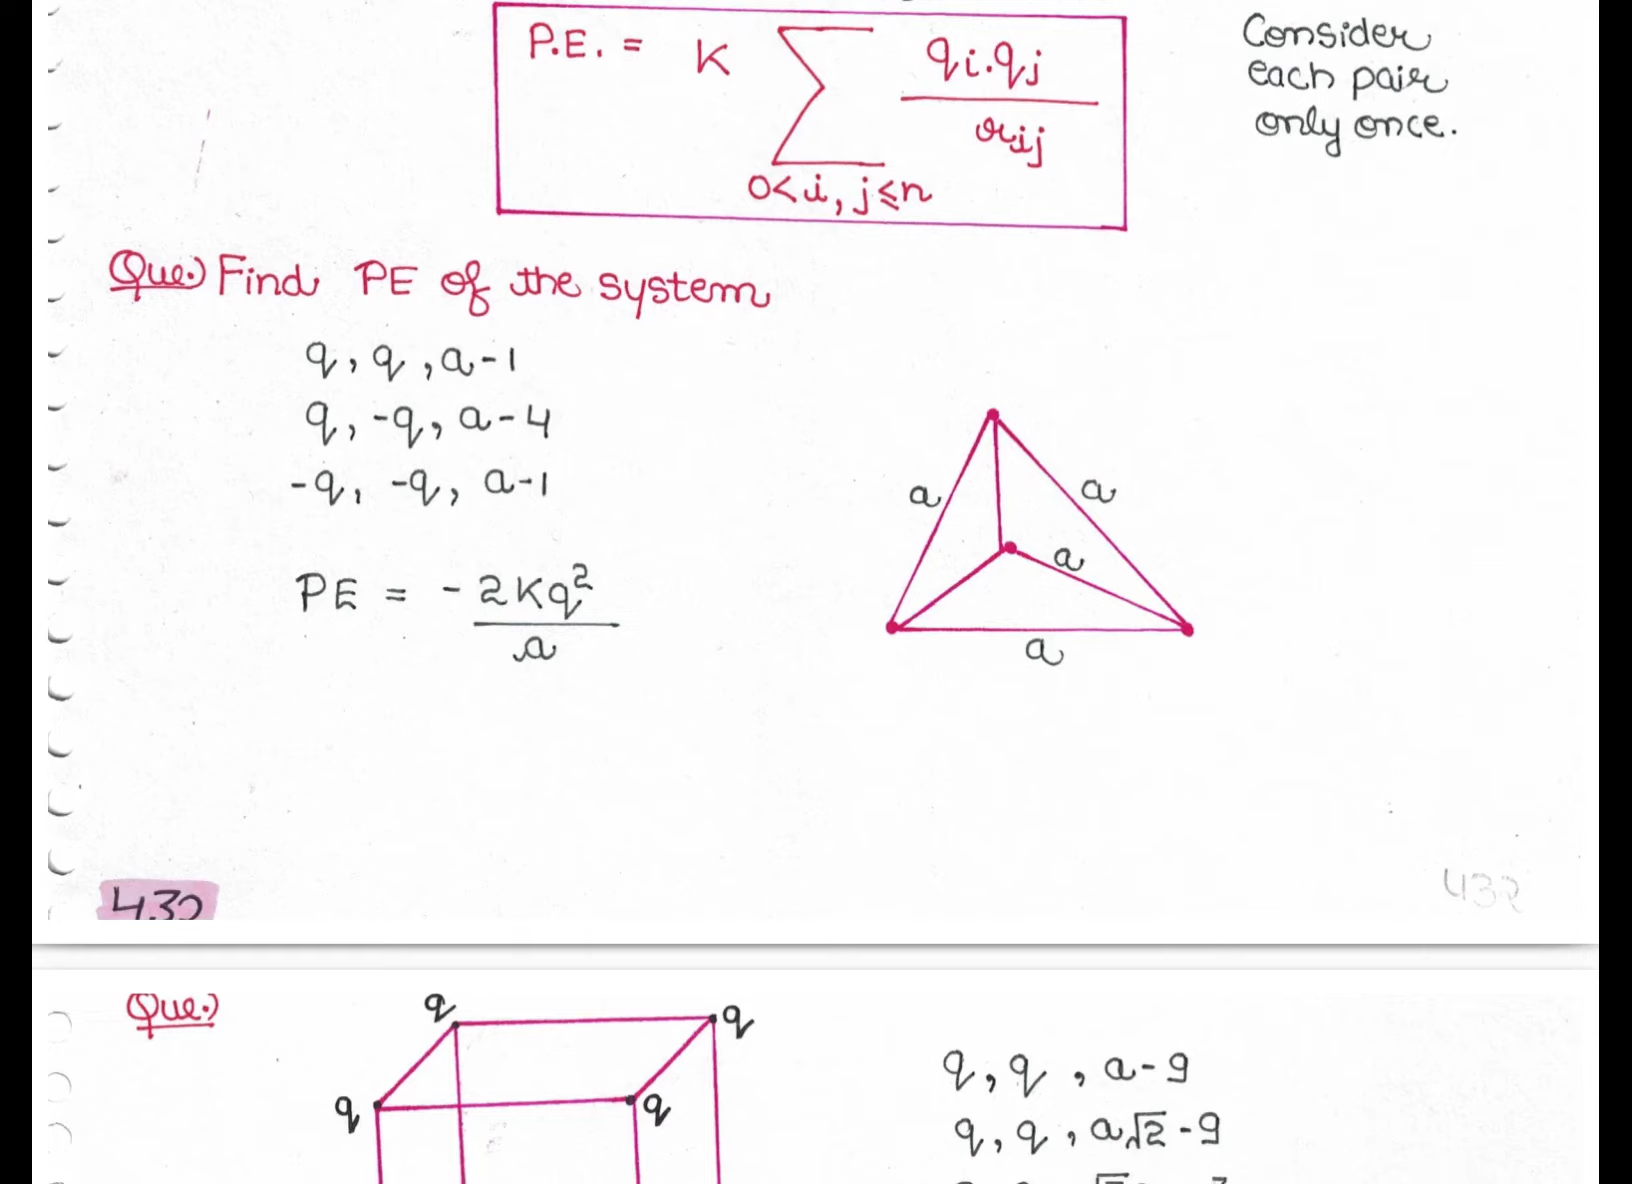 P.E. = K ∑ qi.qj / rij
0<i, j≤n
Consider
each pair
only once.
Que.) Find PE of the system
q, q, a-1
q, -q, a-4
-q, -q, a-1
PE = -2Kq² / a
a
a
a
a
432
432
Que.)
q
q
q
q
q, q, a-9
q, q, a√2-9